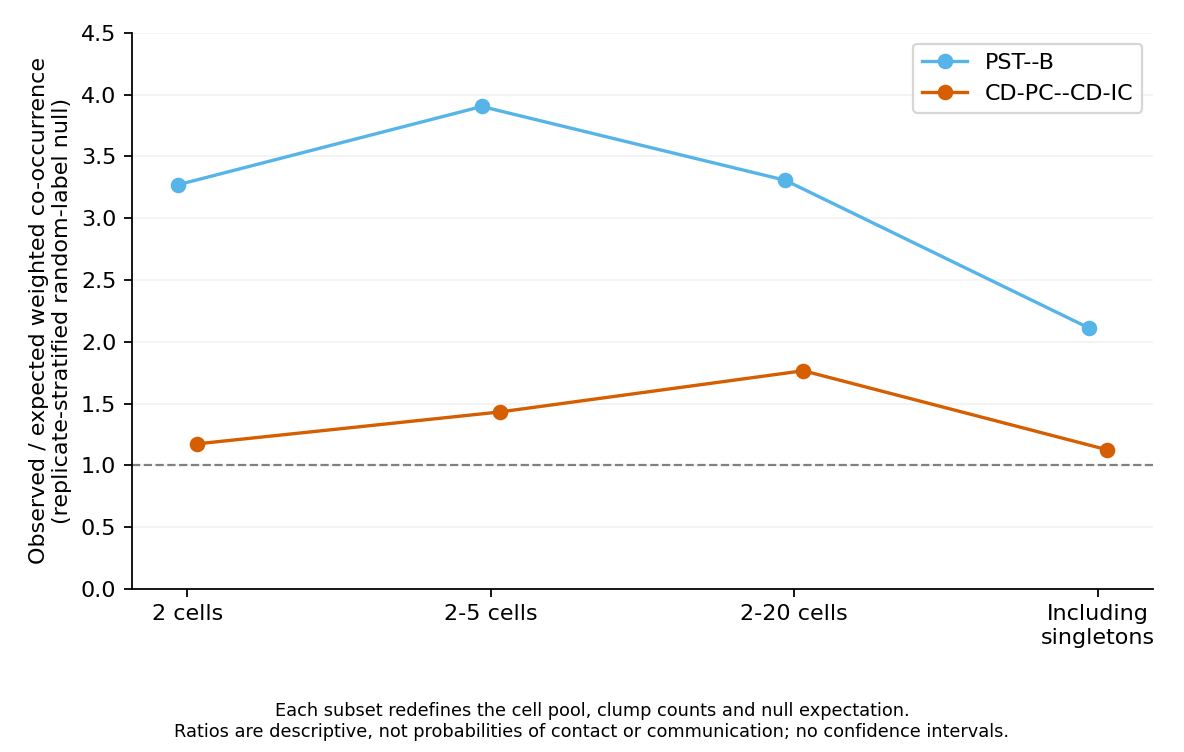 PST--B
CD-PC--CD-IC
Observed / expected weighted co-occurrence
(replicate-stratified random-label null)
4.5
4.0
3.5
3.0
2.5
2.0
1.5
1.0
0.5
0.0
2 cells
2-5 cells
2-20 cells
Including
singletons
Each subset redefines the cell pool, clump counts and null expectation.
Ratios are descriptive, not probabilities of contact or communication; no confidence intervals.